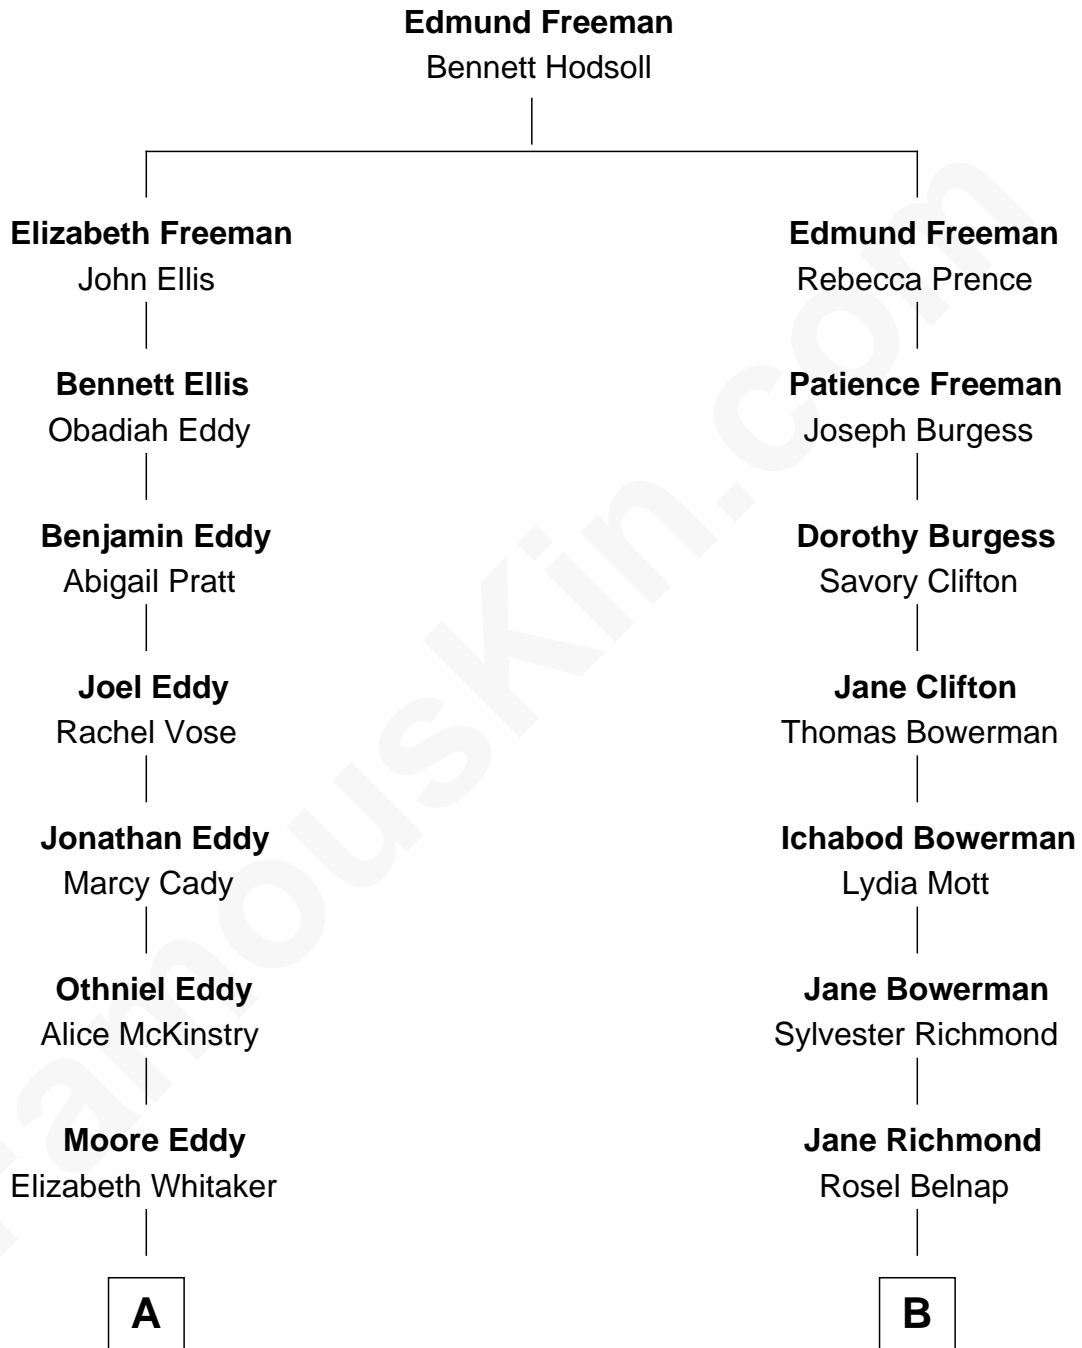 Edmund Freeman
Bennett Hodsoll
Elizabeth Freeman
John Ellis
Edmund Freeman
Rebecca Prence
Bennett Ellis
Obadiah Eddy
Patience Freeman
Joseph Burgess
Benjamin Eddy
Abigail Pratt
Dorothy Burgess
Savory Clifton
Joel Eddy
Rachel Vose
Jane Clifton
Thomas Bowerman
Jonathan Eddy
Marcy Cady
Ichabod Bowerman
Lydia Mott
Othniel Eddy
Alice McKinstry
Jane Bowerman
Sylvester Richmond
Moore Eddy
Elizabeth Whitaker
Jane Richmond
Rosel Belnap
A
B
FamousKin.com